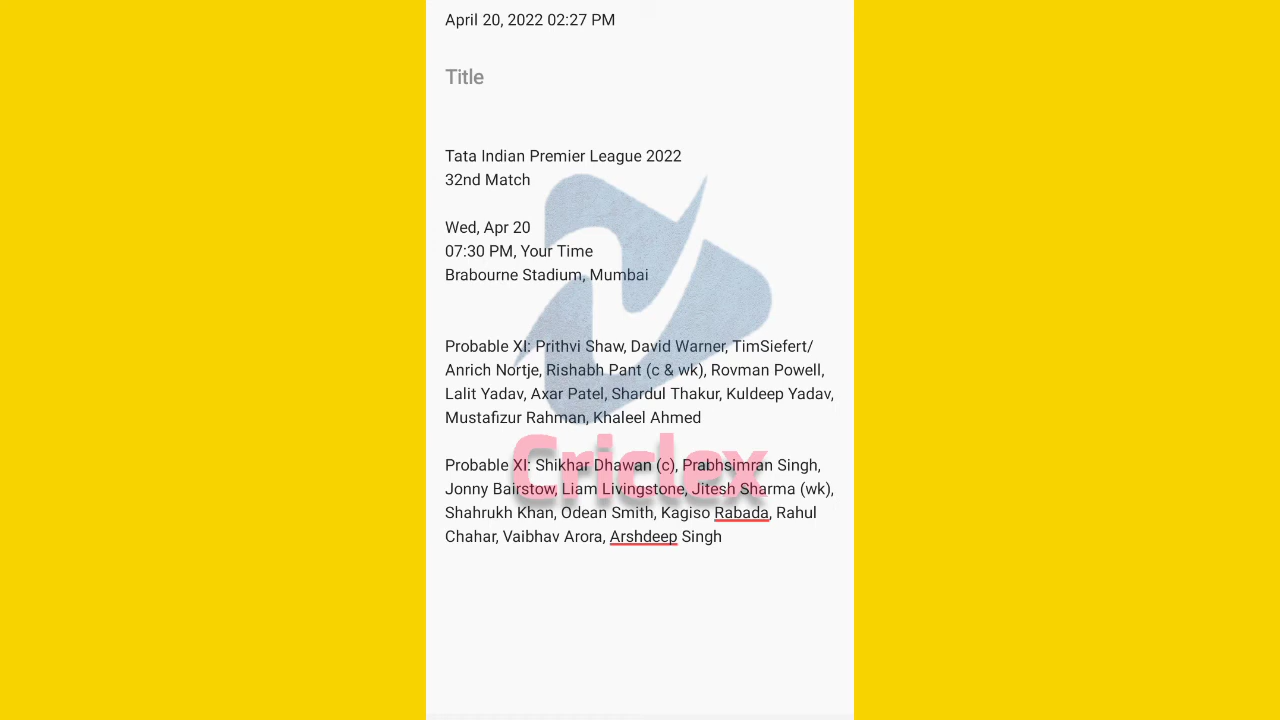 April 20, 2022 02:27 PM
Title
Tata Indian Premier League 2022
32nd Match
Wed, Apr 20
07:30 PM, Your Time
Brabourne Stadium, Mumbai
Probable XI: Prithvi Shaw, David Warner, TimSiefert/
Anrich Nortje, Rishabh Pant (c & wk), Rovman Powell,
Lalit Yadav, Axar Patel, Shardul Thakur, Kuldeep Yadav,
Mustafizur Rahman, Khaleel Ahmed
Criclex
Probable XI: Shikhar Dhawan (c), Prabhsimran Singh,
Jonny Bairstow, Liam Livingstone, Jitesh Sharma (wk),
Shahrukh Khan, Odean Smith, Kagiso Rabada, Rahul
Chahar, Vaibhav Arora, Arshdeep Singh